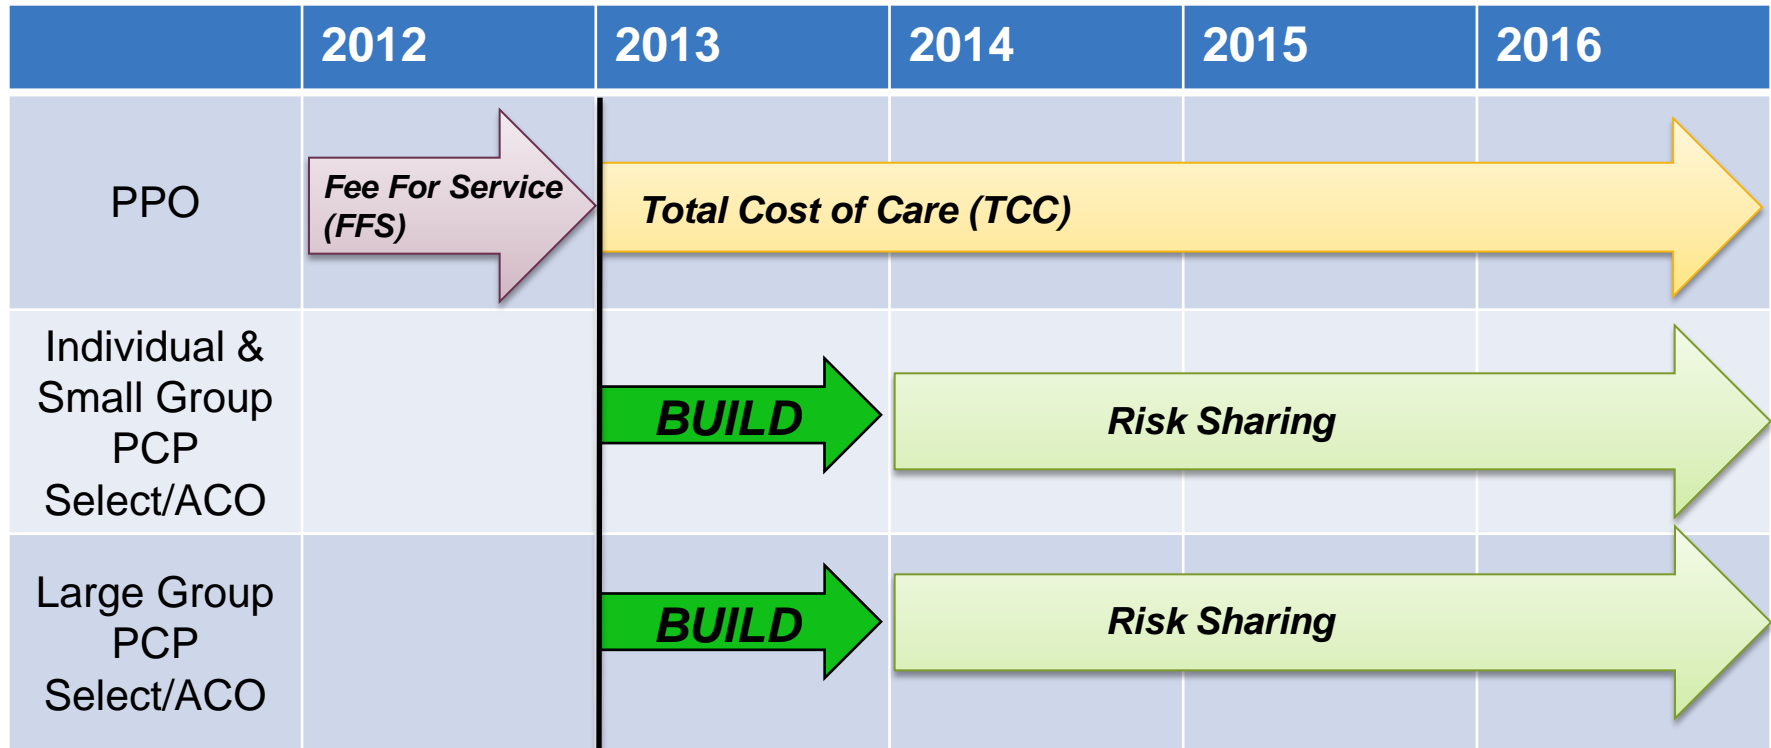 2012 2013 2014 2015 2016
PPO
Fee For Service
(FFS)
Total Cost of Care (TCC)
Individual &
Small Group
PCP
Select/ACO
BUILD
Risk Sharing
Large Group
PCP
Select/ACO
BUILD
Risk Sharing